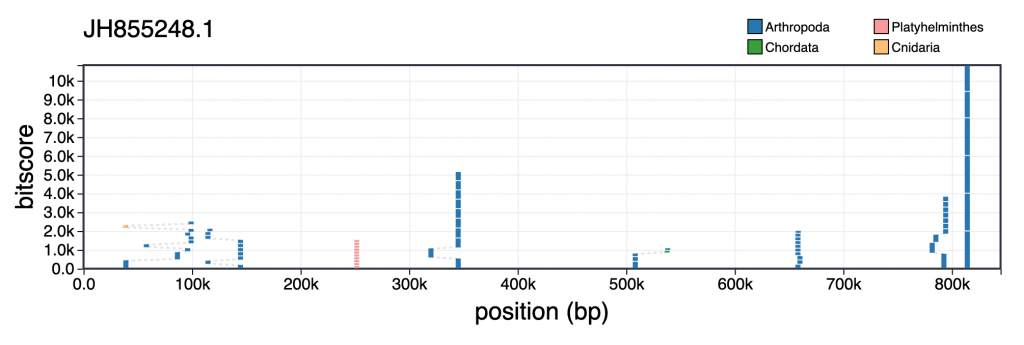 JH855248.1
Arthropoda
Platyhelminthes
Chordata
Cnidaria
10k
9.0k
8.0k
7.0k
6.0k
5.0k
4.0k
3.0k
2.0k
1.0k
0.0
bitscore
0.0 100k 200k 300k 400k 500k 600k 700k 800k
position (bp)